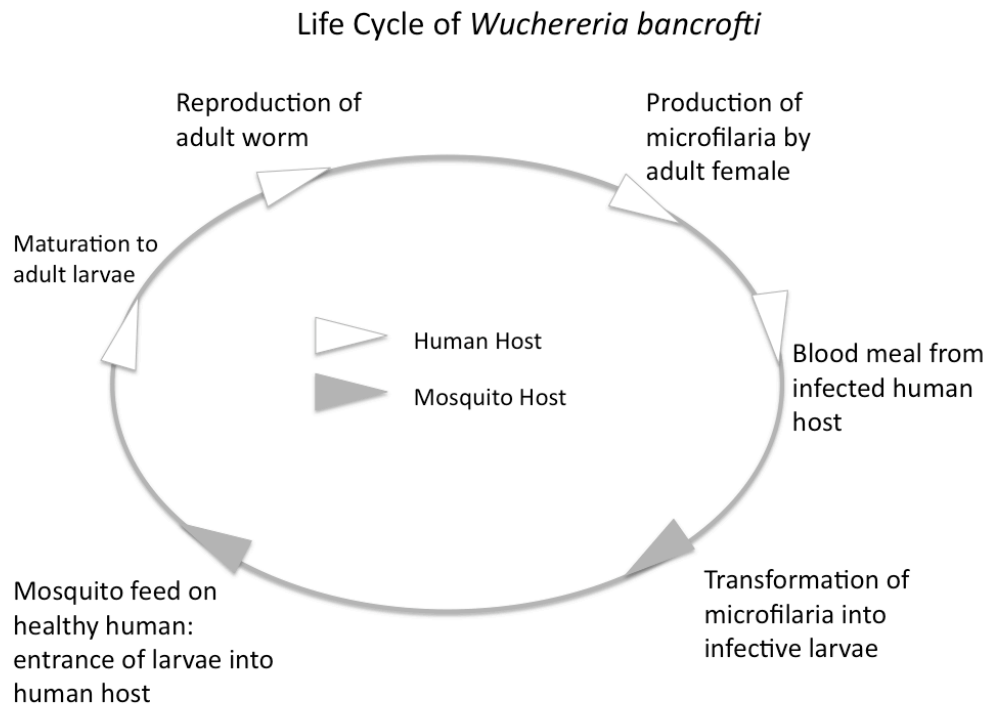 Life Cycle of Wuchereria bancrofti
Reproduction of
adult worm
Production of
microfilaria by
adult female
Maturation to
adult larvae
Human Host
Mosquito Host
Blood meal from
infected human
host
Transformation of
microfilaria into
infective larvae
Mosquito feed on
healthy human:
entrance of larvae into
human host